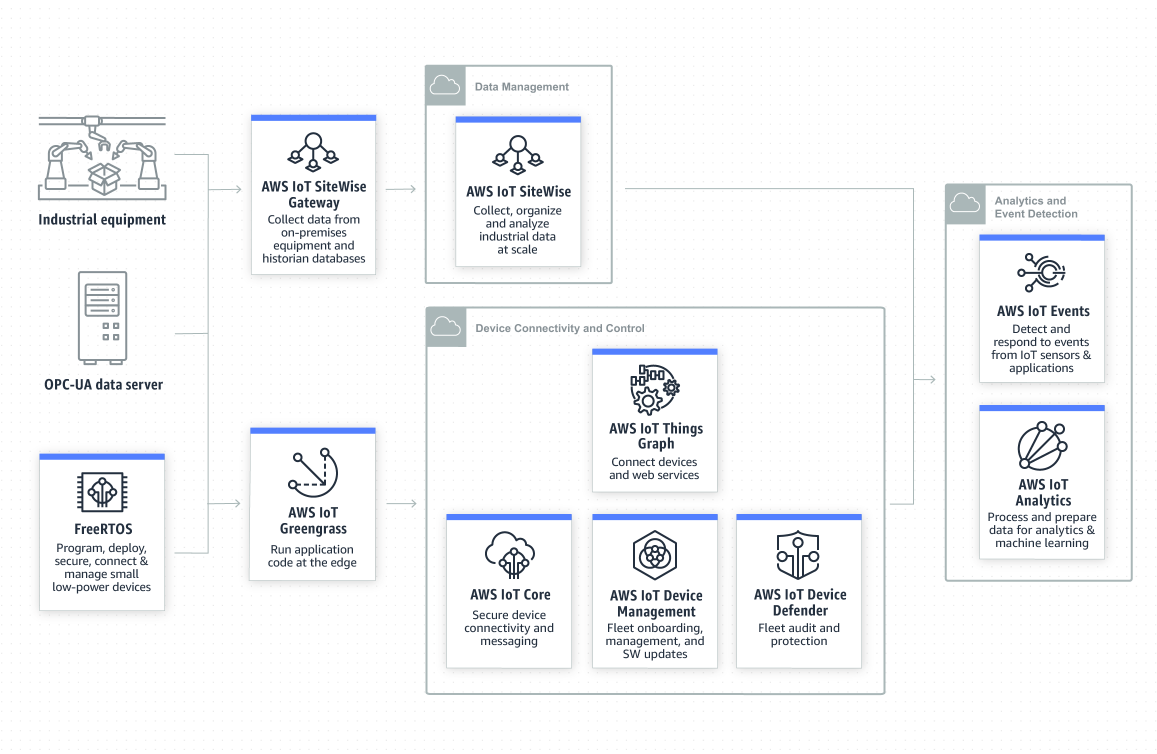 Industrial equipment
OPC-UA data server
FreeRTOS
Program, deploy,
secure, connect &
manage small
low-power devices
AWS IoT SiteWise
Gateway
Collect data from
on-premises
equipment and
historian databases
AWS IoT
Greengrass
Run application
code at the edge
Data Management
AWS IoT SiteWise
Collect, organize
and analyze
industrial data
at scale
Device Connectivity and Control
AWS IoT Things
Graph
Connect devices
and web services
AWS IoT Core
Secure device
connectivity and
messaging
AWS IoT Device
Management
Fleet onboarding,
management, and
SW updates
AWS IoT Device
Defender
Fleet audit and
protection
Analytics and
Event Detection
AWS IoT Events
Detect and
respond to events
from IoT sensors &
applications
AWS IoT
Analytics
Process and prepare
data for analytics &
machine learning